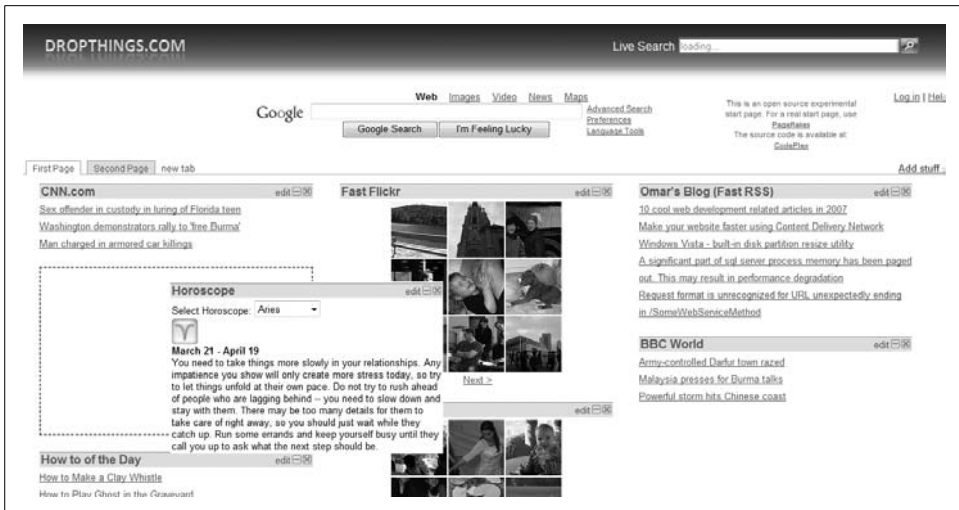 DROPTHINGS.COM
Live Search loading...
Web Images Video News Maps
Google
Advanced Search
Preferences
Language Tools
Google Search I'm Feeling Lucky
This is an open source experimental
start page. For a real start page, use
Pageflakes
The source code is available at:
CodePlex
Log in | Help
First Page Second Page new tab
Add stuff
CNN.com edit
Sex offender in custody in luring of Florida teen
Washington demonstrators rally to 'free Burma'
Man charged in armored car killings
Horoscope edit
Select Horoscope: Aries
March 21 - April 19
You need to take things more slowly in your relationships. Any
impatience you show will only create more stress today, so try
to let things unfold at their own pace. Do not try to rush ahead
of people who are lagging behind -- you need to slow down and
stay with them. There may be too many details for them to
take care of right away, so you should just wait while they
catch up. Run some errands and keep yourself busy until they
call you up to ask what the next step should be.
How to of the Day edit
How to Make a Clay Whistle
How to Play Ghost in the Graveyard
Fast Flickr edit
Next >
edit
Omar's Blog (Fast RSS) edit
10 cool web development related articles in 2007
Make your website faster using Content Delivery Network
Windows Vista - built-in disk partition resize utility
A significant part of sql server process memory has been paged
out. This may result in performance degradation
Request format is unrecognized for URL unexpectedly ending
in /SomeWebServiceMethod
BBC World edit
Army-controlled Darfur town razed
Malaysia presses for Burma talks
Powerful storm hits Chinese coast